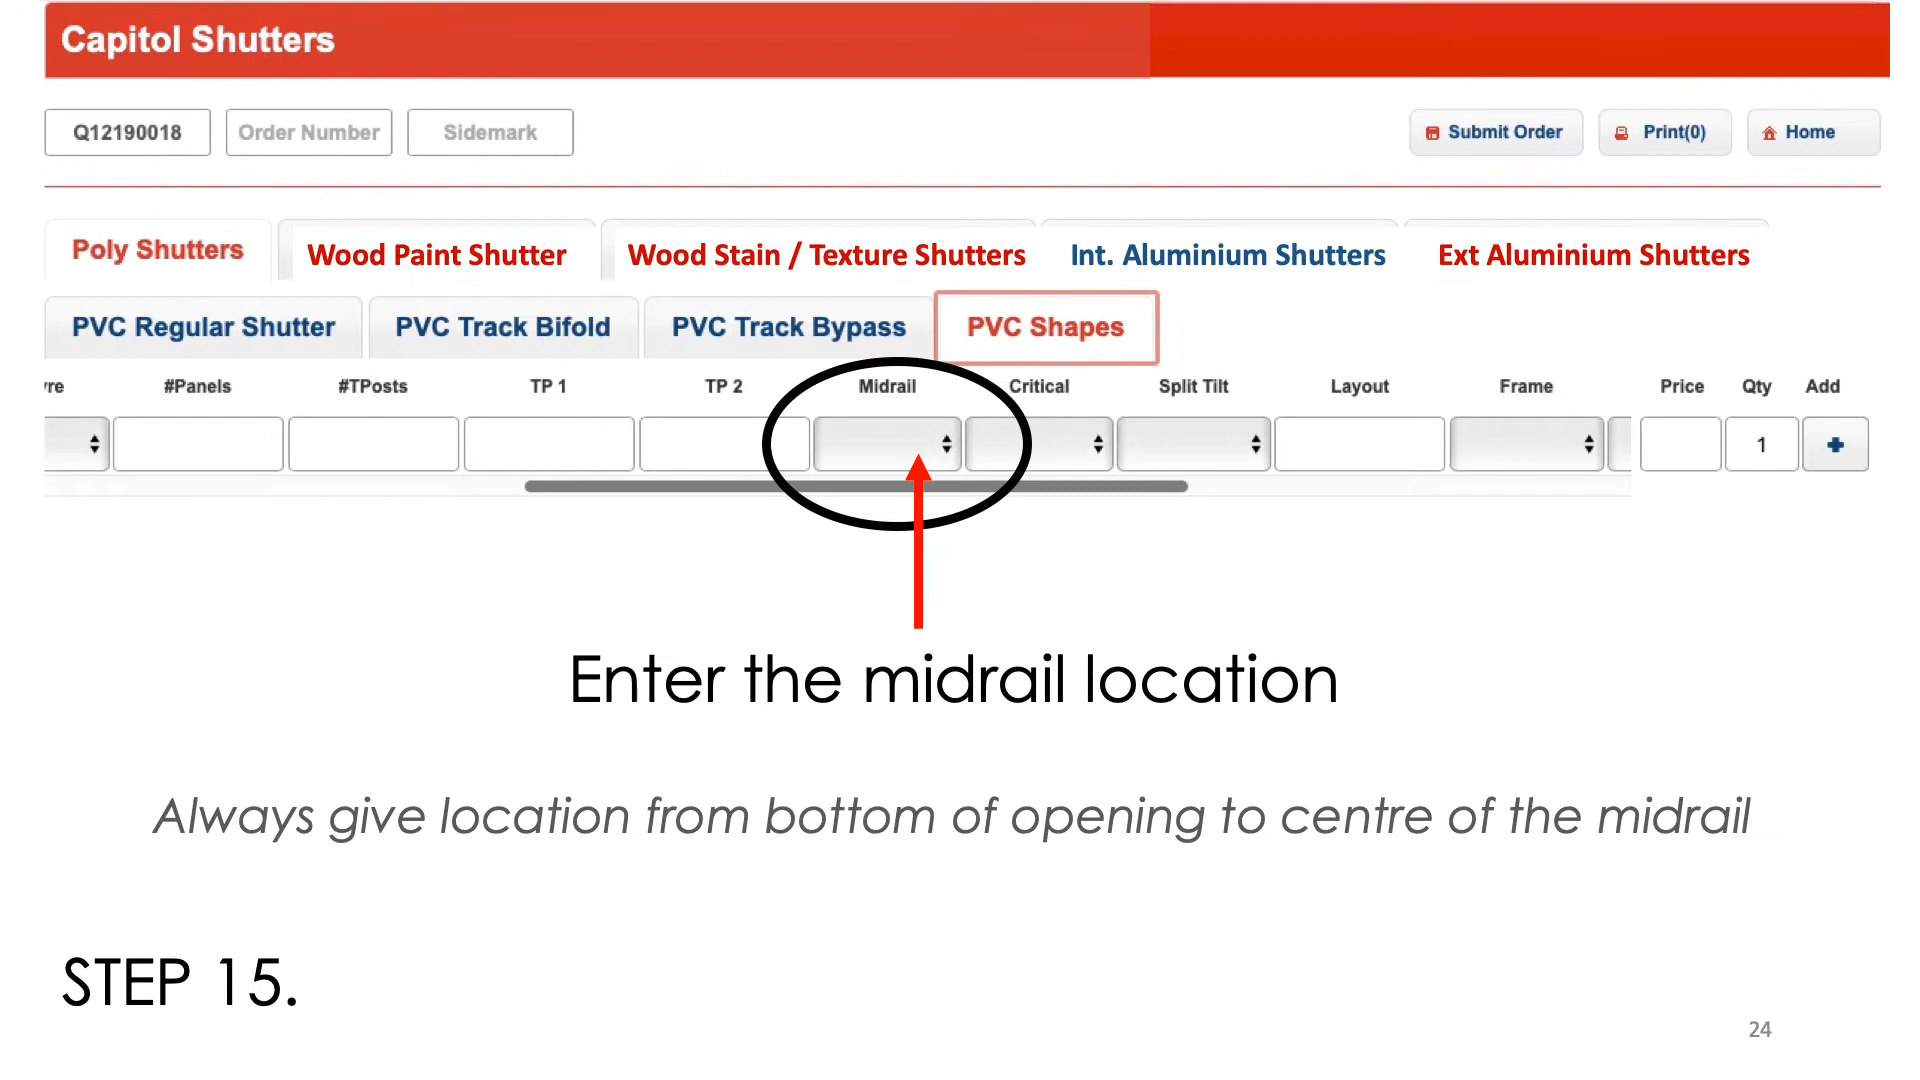 Capitol Shutters
Q12190018 Order Number Sidemark Submit Order Print(0) Home
Poly Shutters Wood Paint Shutter Wood Stain / Texture Shutters Int. Aluminium Shutters Ext Aluminium Shutters
PVC Regular Shutter PVC Track Bifold PVC Track Bypass PVC Shapes
#Panels #TPosts TP 1 TP 2 Midrail Critical Split Tilt Layout Frame Price Qty Add
1
Enter the midrail location
Always give location from bottom of opening to centre of the midrail
STEP 15.
24